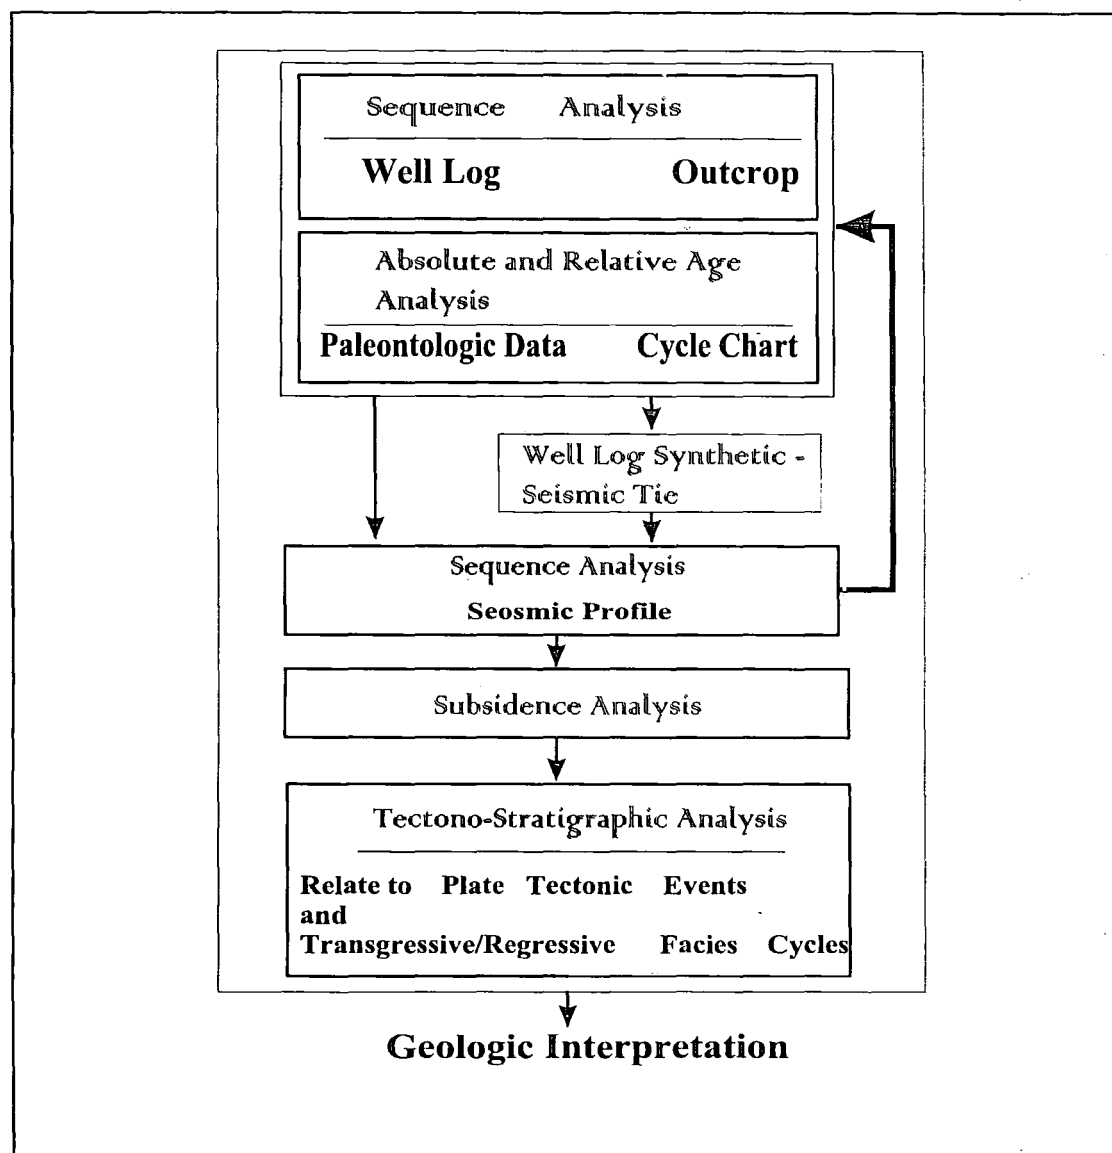 Sequence Analysis
Well Log Outcrop
Absolute and Relative Age
Analysis
Paleontologic Data Cycle Chart
Well Log Synthetic -
Seismic Tie
Sequence Analysis
Seosmic Profile
Subsidence Analysis
Tectono-Stratigraphic Analysis
Relate to Plate Tectonic Events
and
Transgressive/Regressive Facies Cycles
Geologic Interpretation